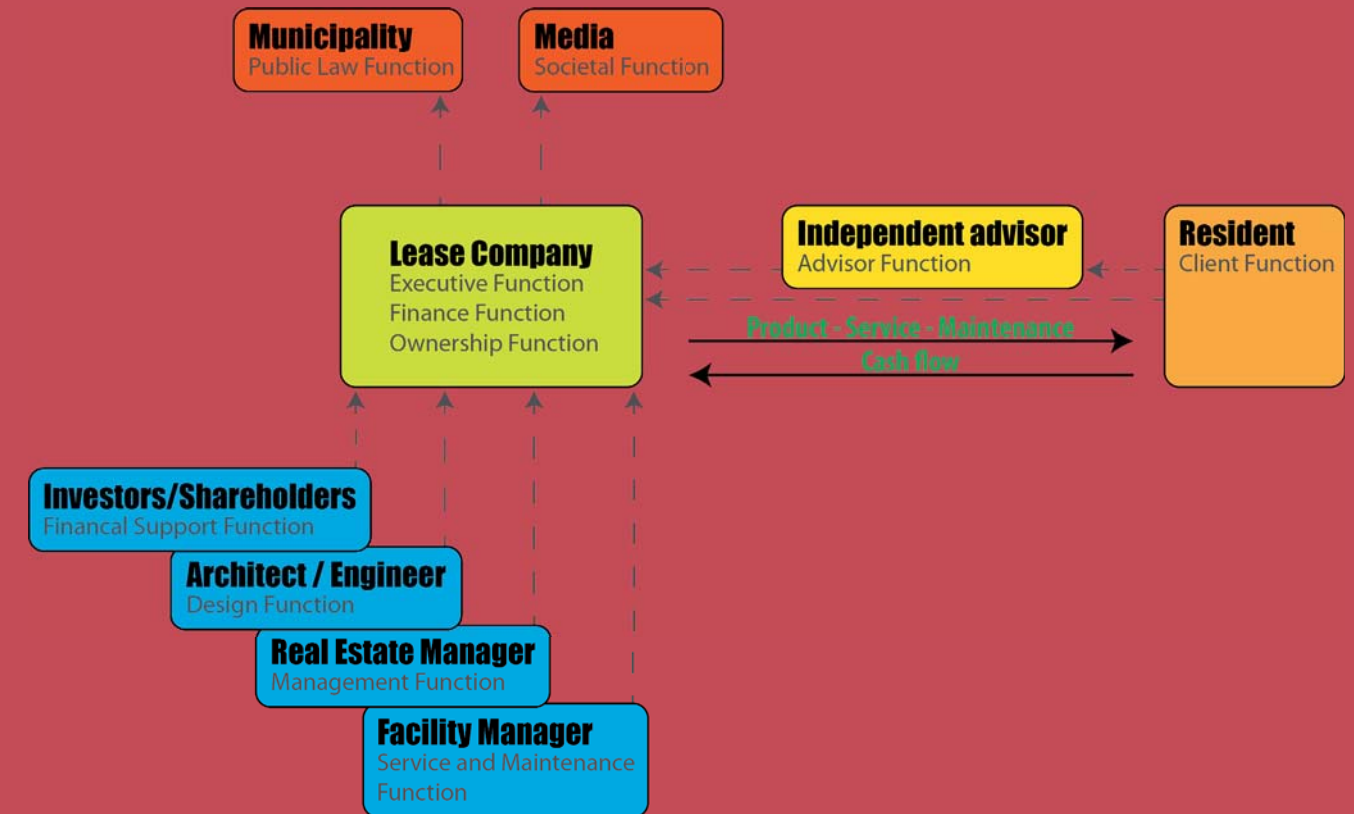 Municipality
Public Law Function
Media
Societal Function
Lease Company
Executive Function
Finance Function
Ownership Function
Independent advisor
Advisor Function
Resident
Client Function
Product - Service - Maintenance
Cash flow
Investors/Shareholders
Financal Support Function
Architect / Engineer
Design Function
Real Estate Manager
Management Function
Facility Manager
Service and Maintenance
Function